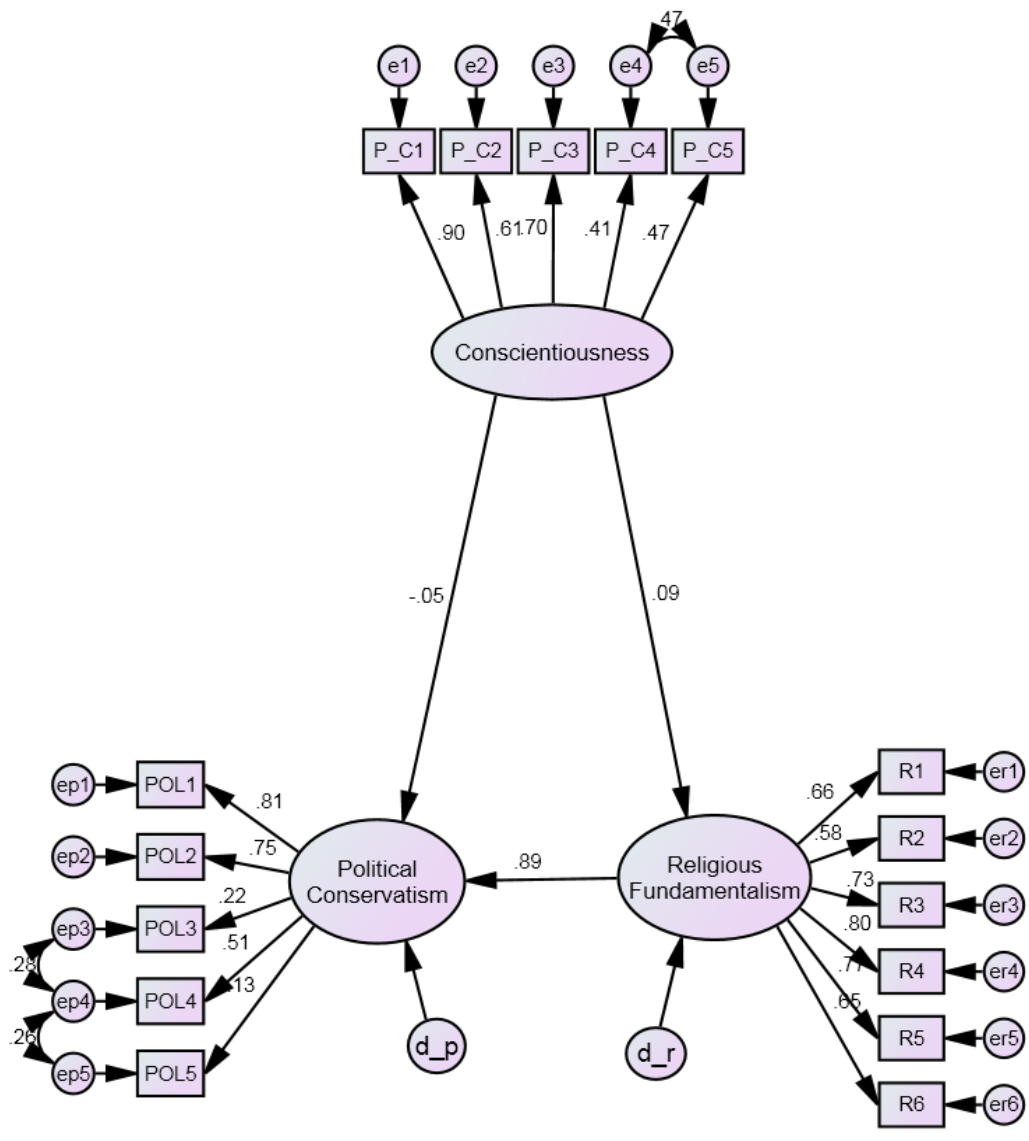 .47
e1 e2 e3 e4 e5
P_C1 P_C2 P_C3 P_C4 P_C5
.90 .61 .70 .41 .47
Conscientiousness
-.05 .09
ep1 POL1 .81
ep2 POL2 .75
ep3 POL3 .22
.28
ep4 POL4 .51
.26
ep5 POL5
Political
Conservatism
.89
Religious
Fundamentalism
d_p d_r
.66 R1 er1
.58 R2 er2
.73 R3 er3
.80 R4 er4
R5 er5
.65 R6 er6